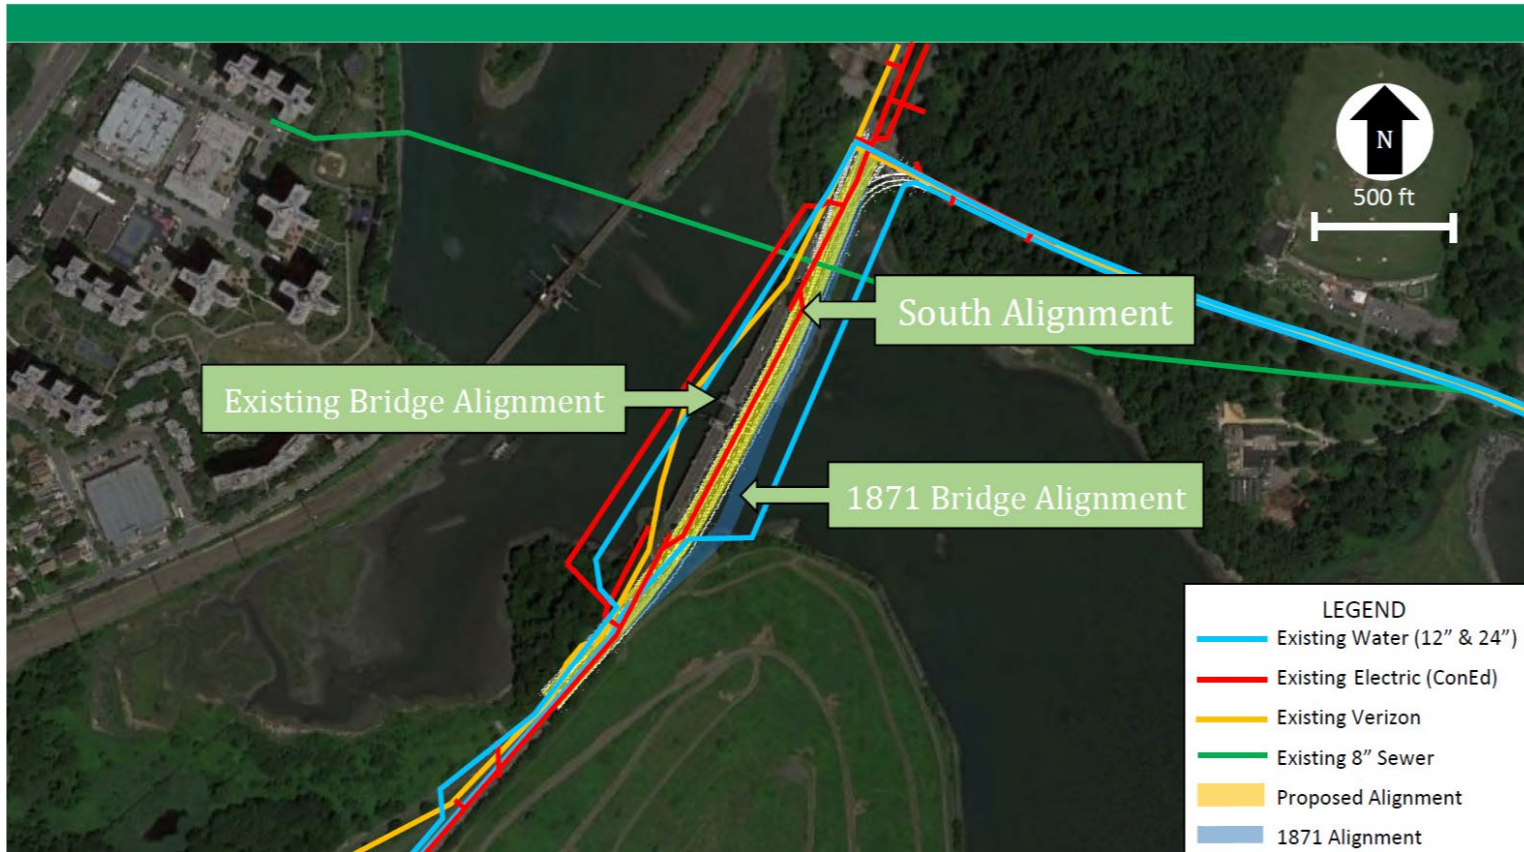 N
500 ft
South Alignment
Existing Bridge Alignment
1871 Bridge Alignment
LEGEND
Existing Water (12” & 24”)
Existing Electric (ConEd)
Existing Verizon
Existing 8” Sewer
Proposed Alignment
1871 Alignment